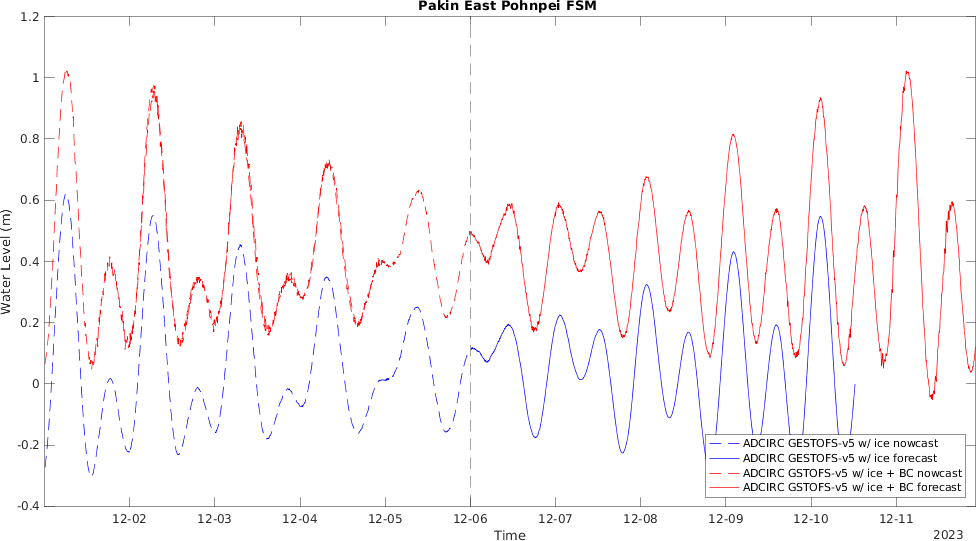 Pakin East Pohnpei FSM
1.2
1
0.8
0.6
0.4
0.2
0
-0.2
-0.4
Water Level (m)
12-02
12-03
12-04
12-05
12-06
12-07
12-08
12-09
12-10
12-11
Time
2023
ADCIRC GESTOFS-v5 w/ ice nowcast
ADCIRC GESTOFS-v5 w/ ice forecast
ADCIRC GSTOFS-v5 w/ ice + BC nowcast
ADCIRC GSTOFS-v5 w/ ice + BC forecast